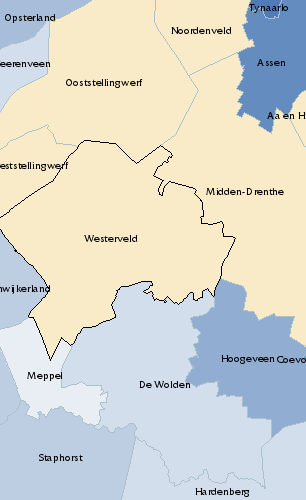 Tynaarlo
Opsterland
Noordenveld
eerenveen
Assen
Ooststellingwerf
Aa en H
eststellingwerf
Midden-Drenthe
Westerveld
nwijkerland
Hoogeveen
Coevo
Meppel
De Wolden
Staphorst
Hardenberg